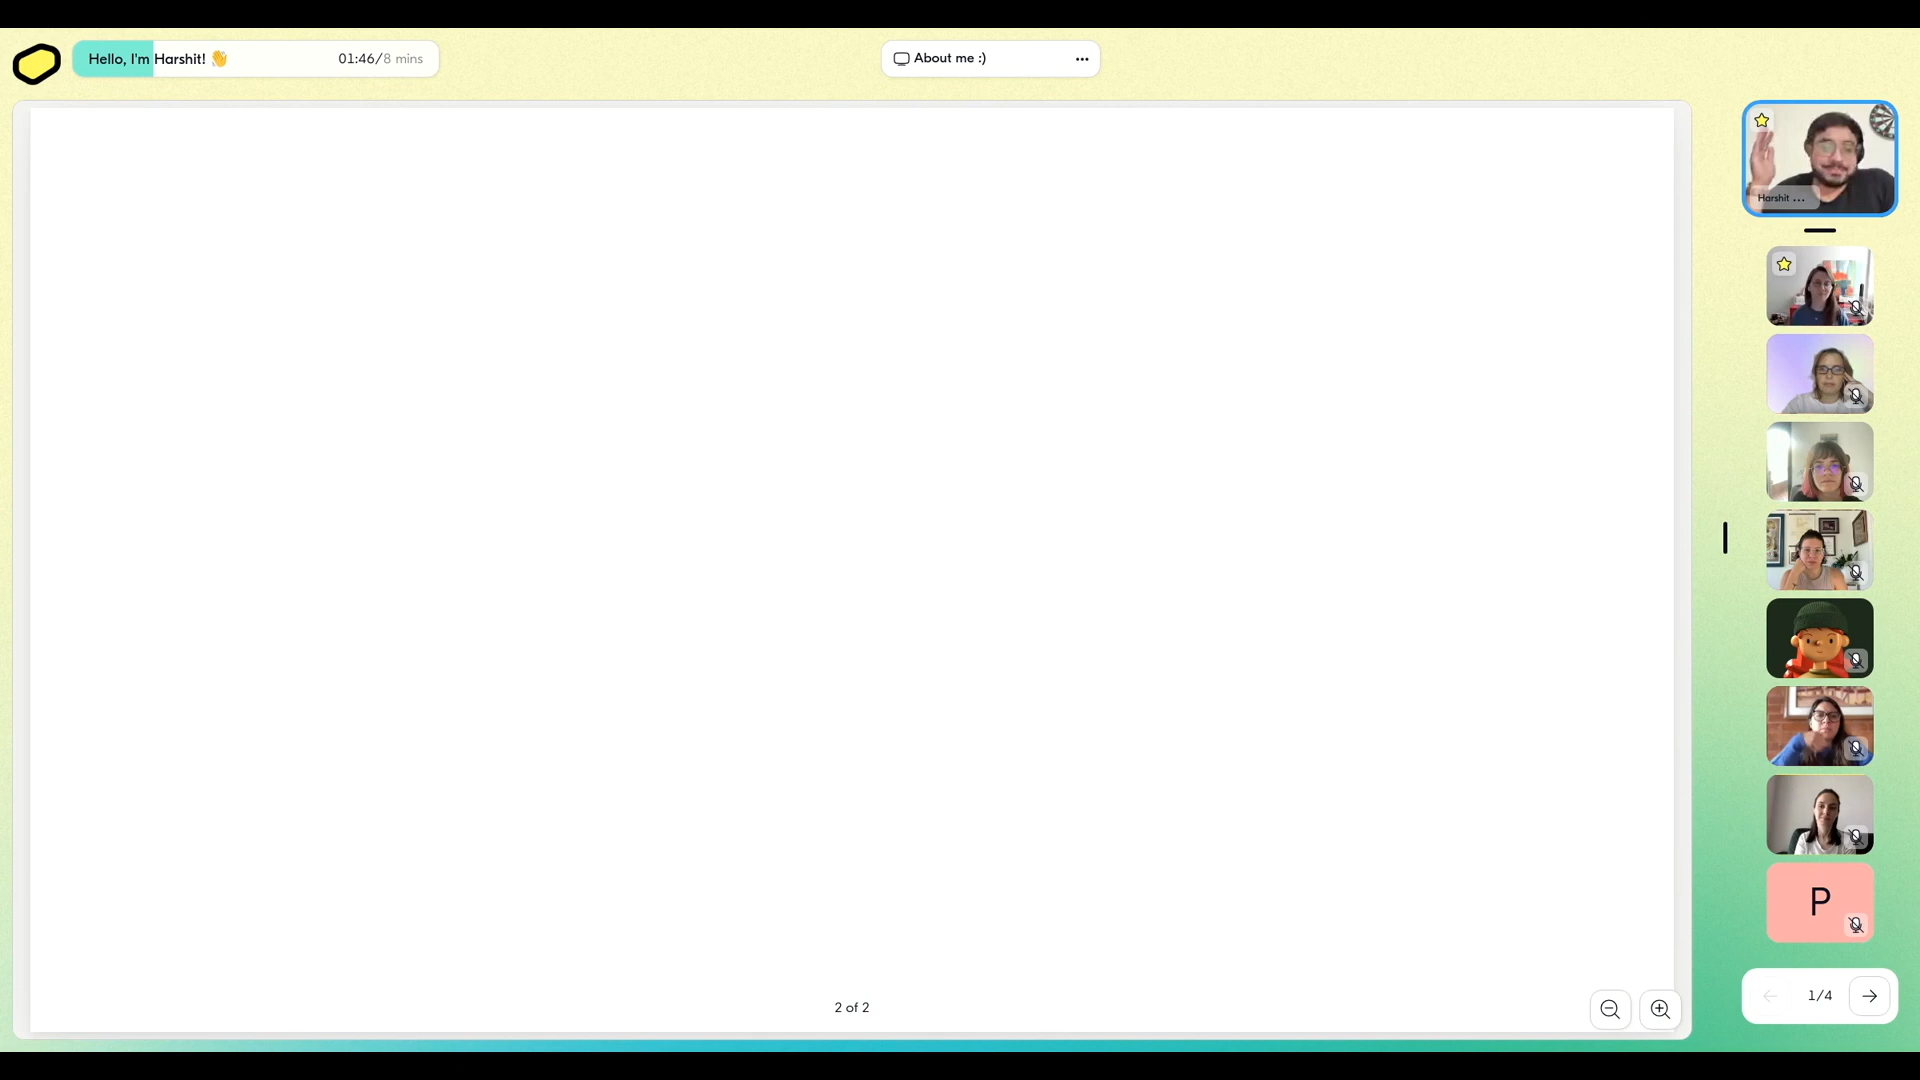 Hello, I'm Harshit! 👋 01:46/8 mins
About me :)
Harshit ...
P
2 of 2
1/4